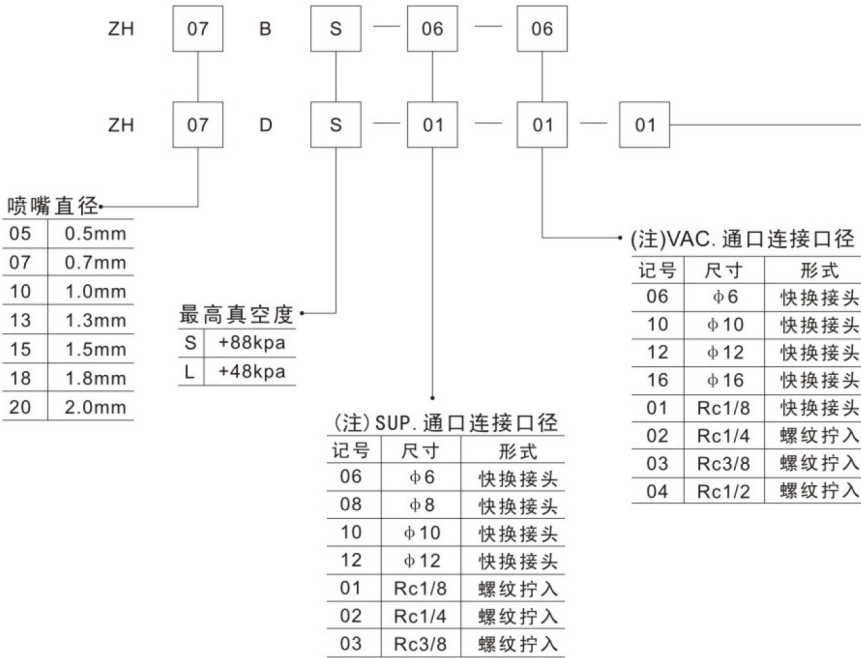 ZH 07 B S — 06 — 06
ZH 07 D S — 01 — 01 — 01
喷嘴直径
05 0.5mm
07 0.7mm
10 1.0mm
13 1.3mm
15 1.5mm
18 1.8mm
20 2.0mm
最高真空度
S +88kpa
L +48kpa
(注)SUP.通口连接口径
记号 尺寸 形式
06 φ6 快换接头
08 φ8 快换接头
10 φ10 快换接头
12 φ12 快换接头
01 Rc1/8 螺纹拧入
02 Rc1/4 螺纹拧入
03 Rc3/8 螺纹拧入
(注)VAC.通口连接口径
记号 尺寸 形式
06 φ6 快换接头
10 φ10 快换接头
12 φ12 快换接头
16 φ16 快换接头
01 Rc1/8 快换接头
02 Rc1/4 螺纹拧入
03 Rc3/8 螺纹拧入
04 Rc1/2 螺纹拧入